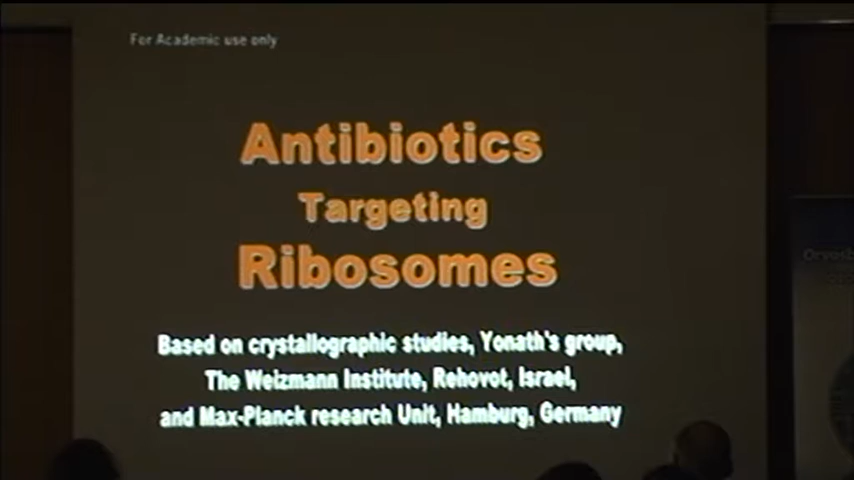 For Academic use only
Antibiotics
Targeting
Ribosomes
Based on crystallographic studies, Yonath's group,
The Weizmann Institute, Rehovot, Israel,
and Max-Planck research Unit, Hamburg, Germany